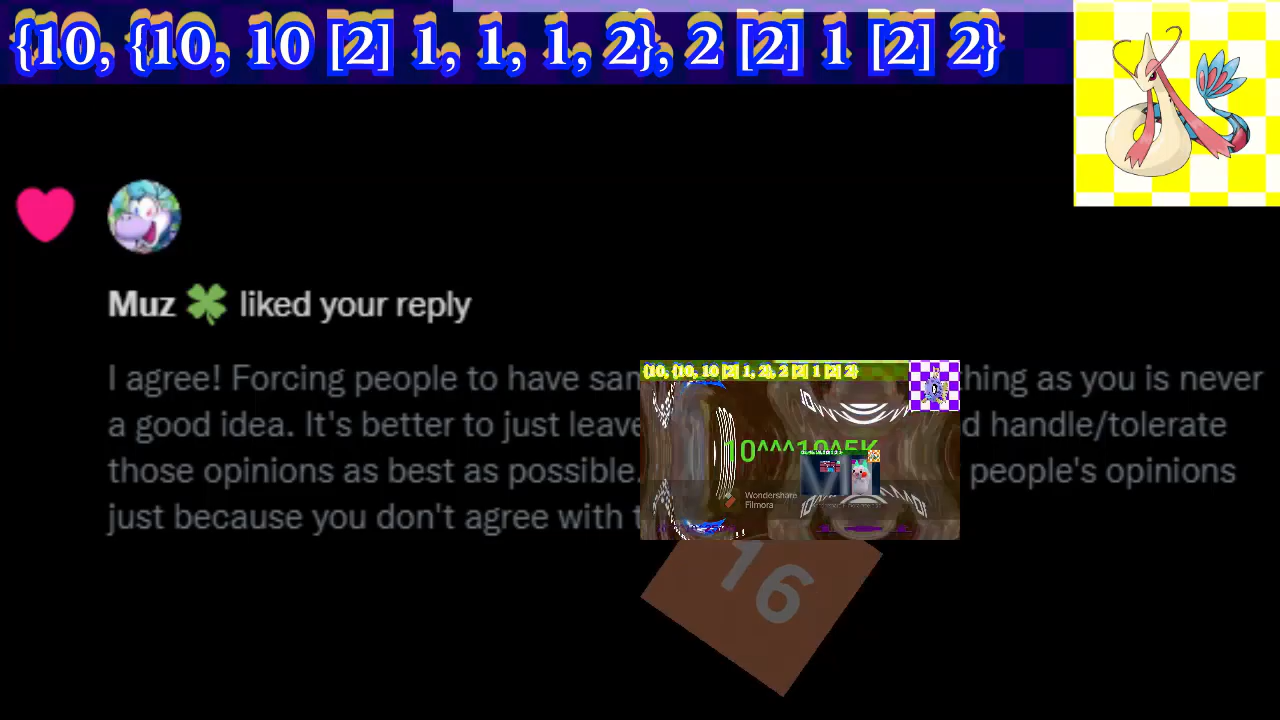 {10, {10, 10 [2] 1, 1, 1, 2}, 2 [2] 1 [2] 2}
Muz 🍀 liked your reply
I agree! Forcing people to have hing as you is never
a good idea. It's better to just leave d handle/tolerate
those opinions as best as possible. people's opinions
just because you don't agree with
{10, {10, 10 [2] 1, 2}, 2 [2] 1 [2] 2}
10^^^10^5K
Wondershare
Filmora
16